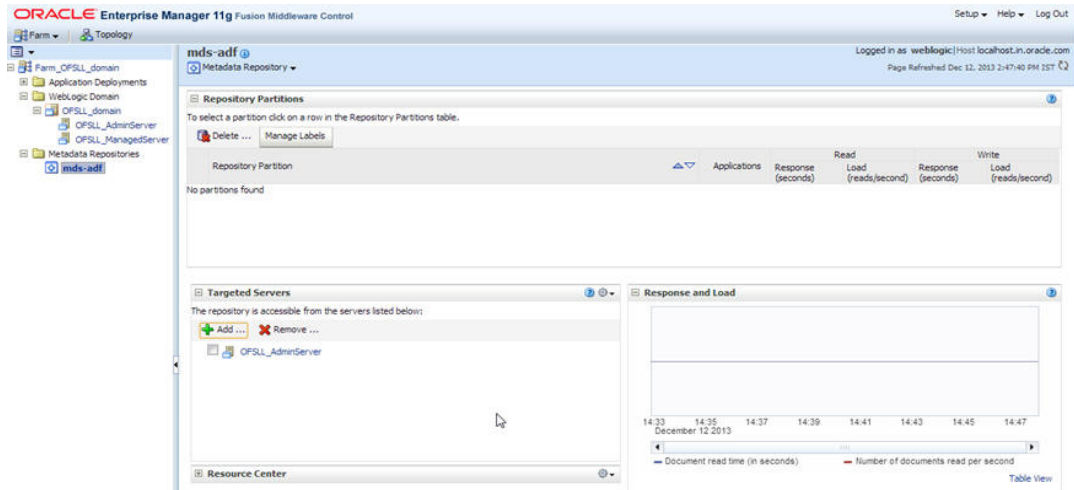 ORACLE Enterprise Manager 11g Fusion Middleware Control
Setup Help Log Out
Farm Topology
mds-adf
Logged in as weblogic|Host localhost.in.oracle.com
Metadata Repository
Page Refreshed Dec 12, 2013 2:47:40 PM IST
Farm_OFSLL_domain
Application Deployments
WebLogic Domain
OFSLL_domain
OFSLL_AdminServer
OFSLL_ManagedServer
Metadata Repositories
mds-adf
Repository Partitions
To select a partition click on a row in the Repository Partitions table.
Delete ... Manage Labels
Read Write
Repository Partition Applications Response (seconds) Load (reads/second) Response (seconds) Load (reads/second)
No partitions found
Targeted Servers
The repository is accessible from the servers listed below:
Add ... Remove ...
OFSLL_AdminServer
Resource Center
Response and Load
14:33 14:35 14:37 14:39 14:41 14:43 14:45 14:47
December 12 2013
Document read time (in seconds) Number of documents read per second
Table View